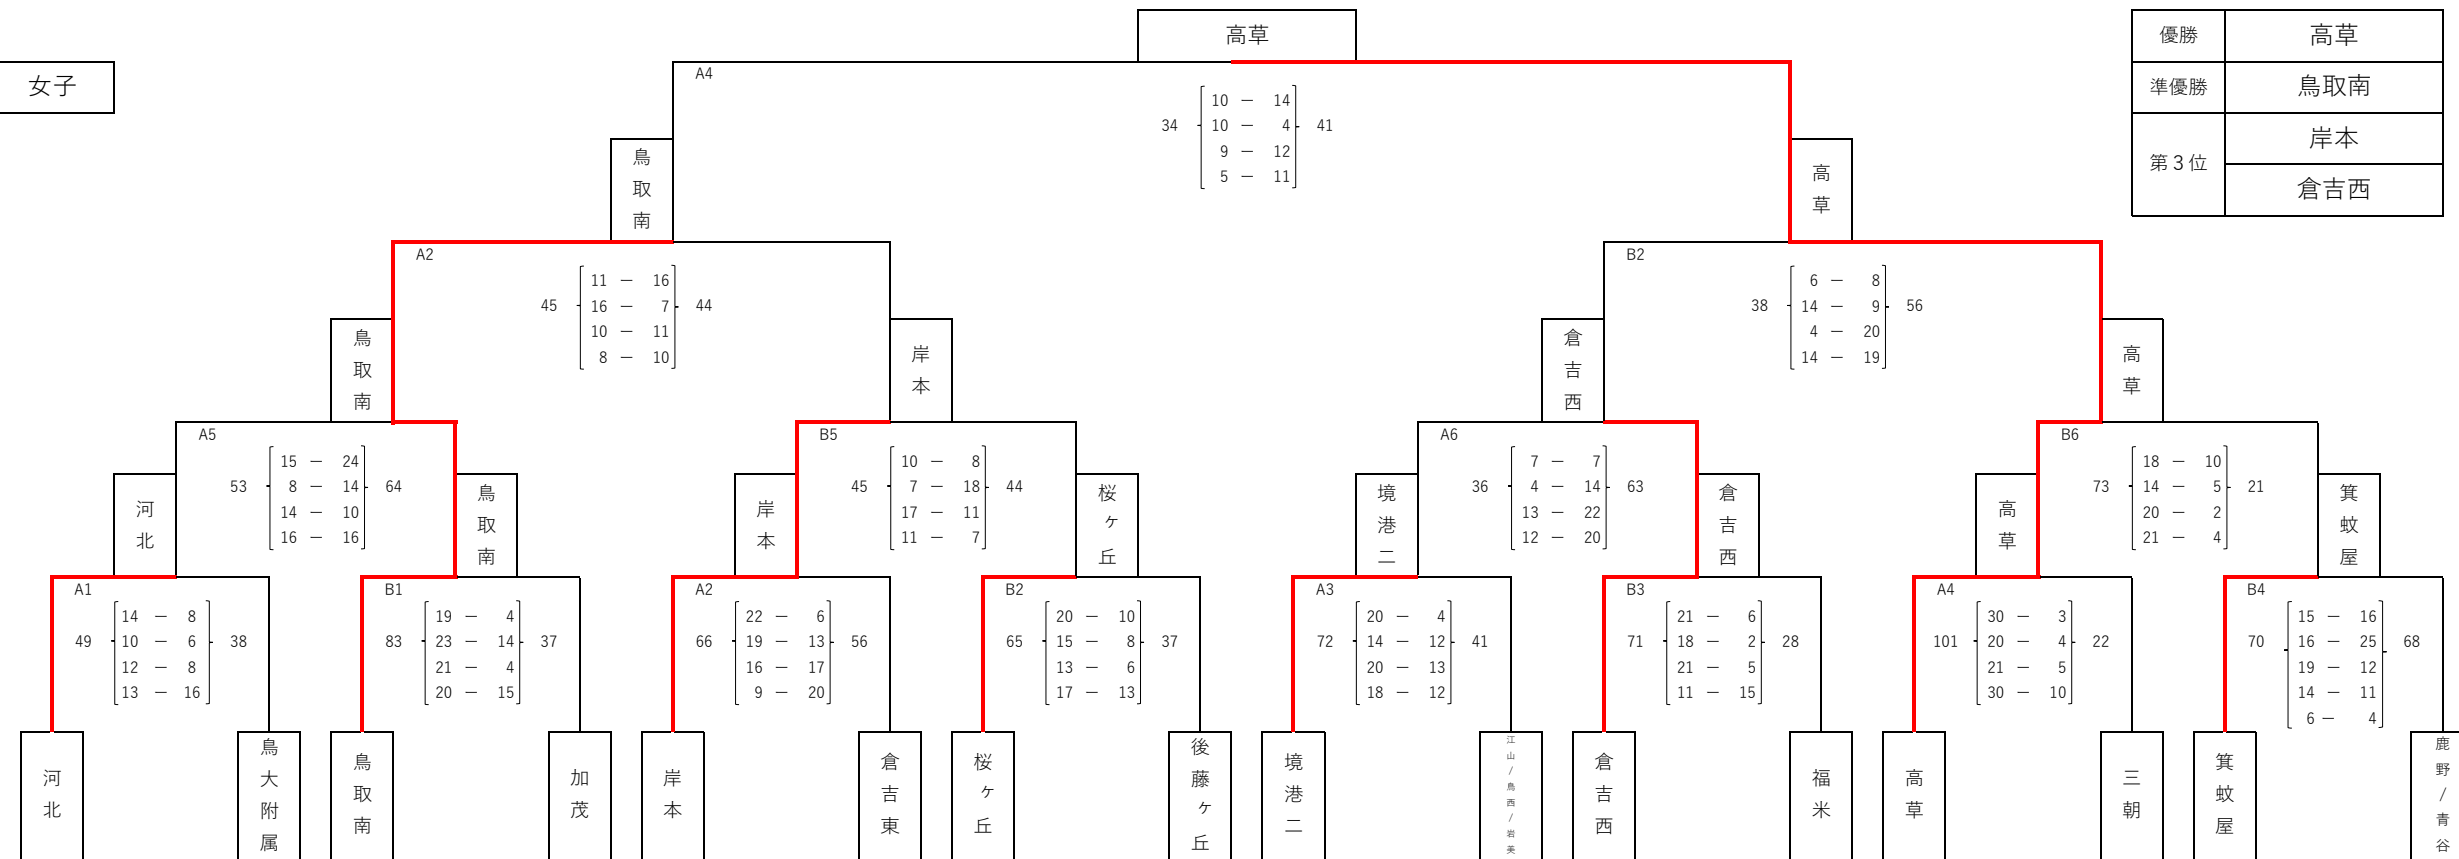 高草
女子
優勝 高草
準優勝 鳥取南
第３位 岸本
倉吉西
A4
10 － 14
34 10 － 4 41
9 － 12
5 － 11
鳥取南
高草
A2
11 － 16
45 16 － 7 44
10 － 11
8 － 10
B2
6 － 8
38 14 － 9 56
4 － 20
14 － 19
鳥取南
岸本
倉吉西
高草
A5
15 － 24
53 8 － 14 64
14 － 10
16 － 16
B5
10 － 8
45 7 － 18 44
17 － 11
11 － 7
A6
7 － 7
36 4 － 14 63
13 － 22
12 － 20
B6
18 － 10
73 14 － 5 21
20 － 2
21 － 4
河北
鳥取南
岸本
桜ヶ丘
境港二
倉吉西
高草
箕蚊屋
A1
14 － 8
49 10 － 6 38
12 － 8
13 － 16
B1
19 － 4
83 23 － 14 37
21 － 4
20 － 15
A2
22 － 6
66 19 － 13 56
16 － 17
9 － 20
B2
20 － 10
65 15 － 8 37
13 － 6
17 － 13
A3
20 － 4
72 14 － 12 41
20 － 13
18 － 12
B3
21 － 6
71 18 － 2 28
21 － 5
11 － 15
A4
30 － 3
101 20 － 4 22
21 － 5
30 － 10
B4
15 － 16
70 16 － 25 68
19 － 12
14 － 11
6 － 4
河北
鳥大附属
鳥取南
加茂
岸本
倉吉東
桜ヶ丘
後藤ヶ丘
境港二
江山/鳥西/岩美
倉吉西
福米
高草
三朝
箕蚊屋
鹿野/青谷